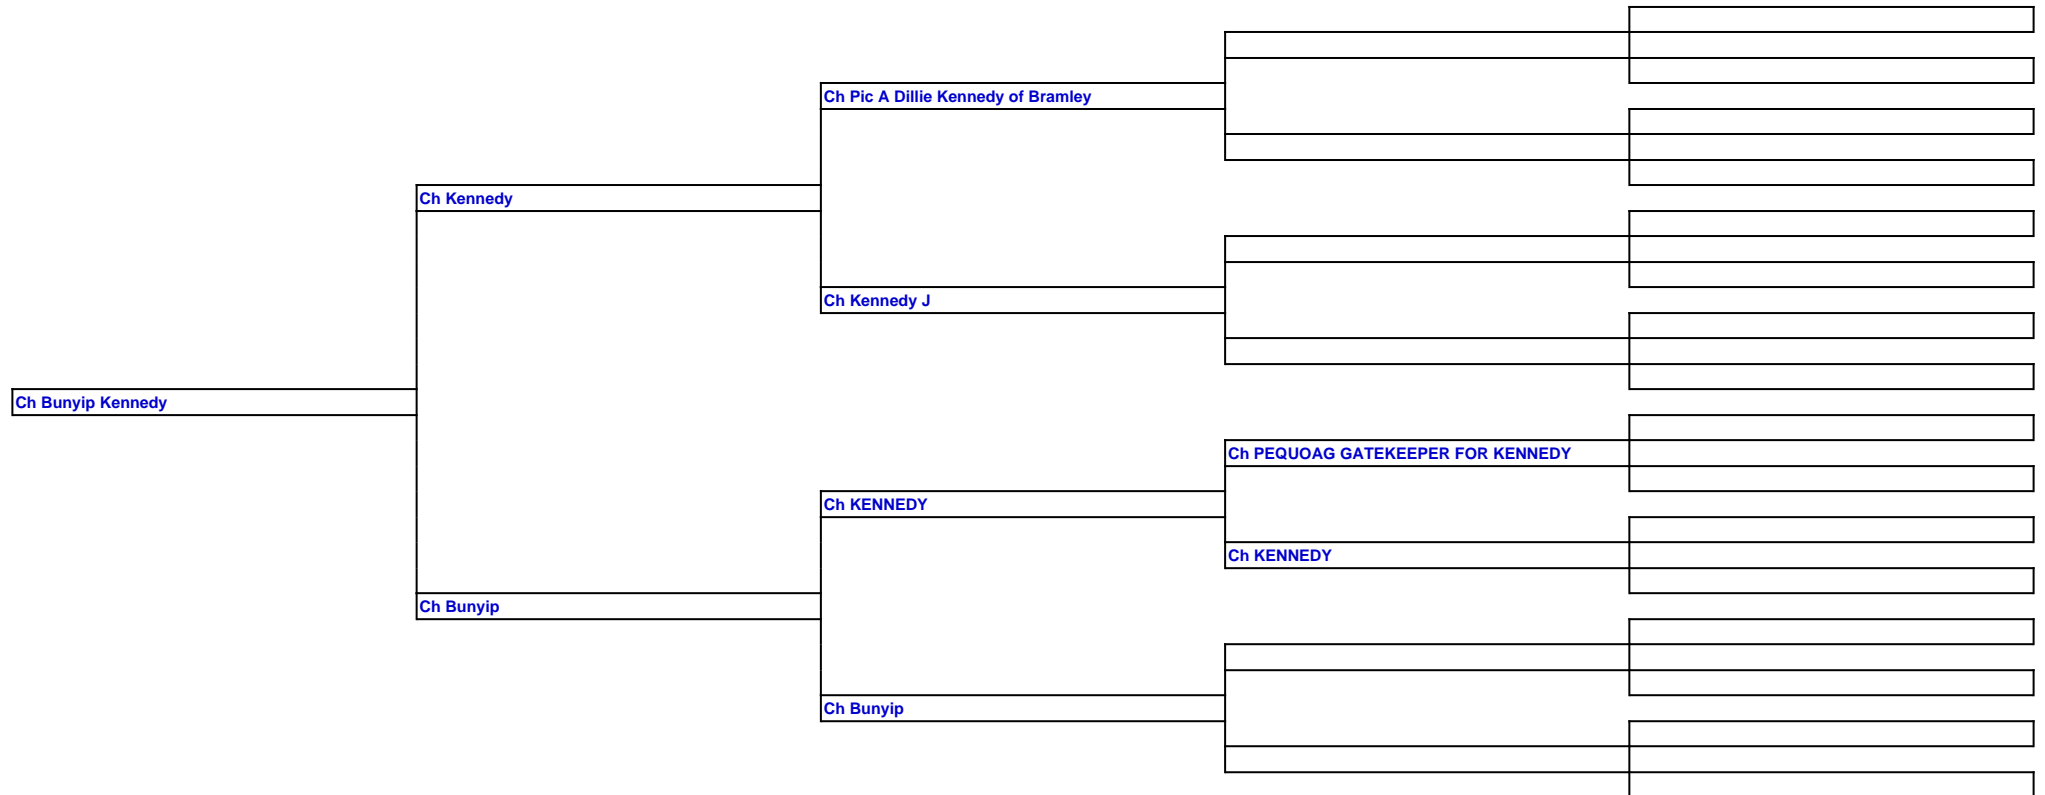 Ch Pic A Dillie Kennedy of Bramley
Ch Kennedy
Ch Kennedy J
Ch Bunyip Kennedy
Ch PEQUOAG GATEKEEPER FOR KENNEDY
Ch KENNEDY
Ch KENNEDY
Ch Bunyip
Ch Bunyip